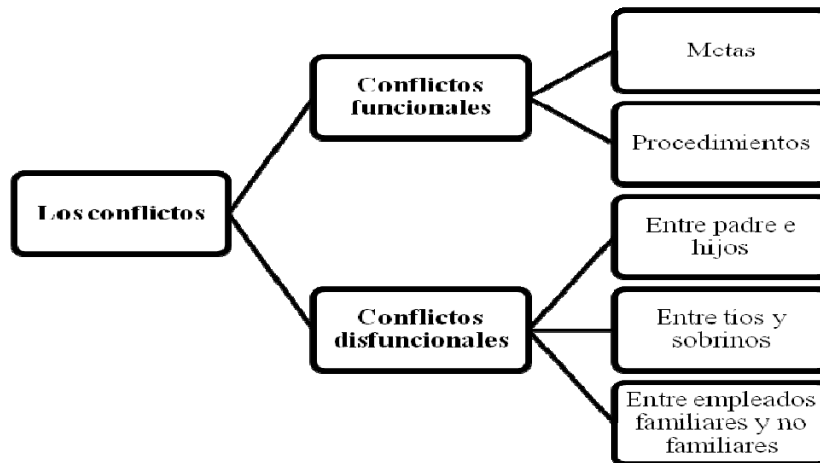 Los conflictos
Conflictos
funcionales
Metas
Procedimientos
Conflictos
disfuncionales
Entre padre e
hijos
Entre tios y
sobrinos
Entre empleados
familiares y no
familiares